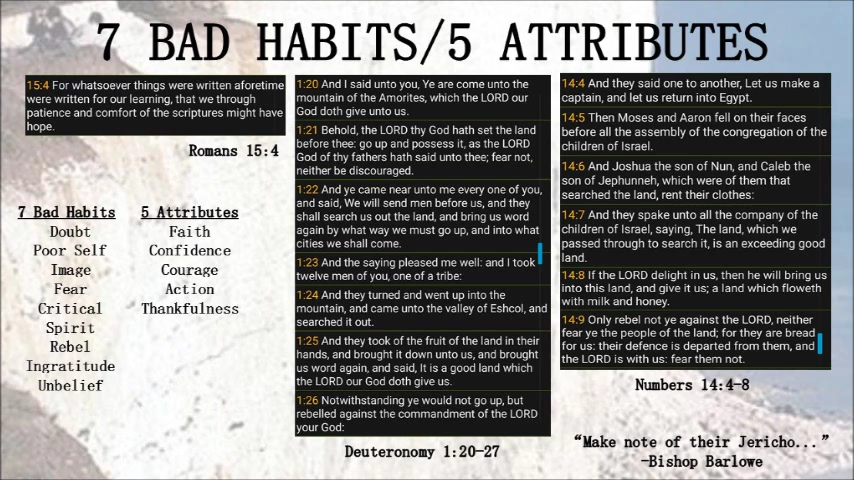 7 BAD HABITS/5 ATTRIBUTES
15:4 For whatsoever things were written aforetime
were written for our learning, that we through
patience and comfort of the scriptures might have
hope.
Romans 15:4
7 Bad Habits
Doubt
Poor Self
Image
Fear
Critical
Spirit
Rebel
Ingratitude
Unbelief
5 Attributes
Faith
Confidence
Courage
Action
Thankfulness
1:20 And I said unto you, Ye are come unto the
mountain of the Amorites, which the LORD our
God doth give unto us.
1:21 Behold, the LORD thy God hath set the land
before thee: go up and possess it, as the LORD
God of thy fathers hath said unto thee; fear not,
neither be discouraged.
1:22 And ye came near unto me every one of you,
and said, We will send men before us, and they
shall search us out the land, and bring us word
again by what way we must go up, and into what
cities we shall come.
1:23 And the saying pleased me well: and I took
twelve men of you, one of a tribe:
1:24 And they turned and went up into the
mountain, and came unto the valley of Eshcol, and
searched it out.
1:25 And they took of the fruit of the land in their
hands, and brought it down unto us, and brought
us word again, and said, It is a good land which
the LORD our God doth give us.
1:26 Notwithstanding ye would not go up, but
rebelled against the commandment of the LORD
your God:
Deuteronomy 1:20-27
14:4 And they said one to another, Let us make a
captain, and let us return into Egypt.
14:5 Then Moses and Aaron fell on their faces
before all the assembly of the congregation of the
children of Israel.
14:6 And Joshua the son of Nun, and Caleb the
son of Jephunneh, which were of them that
searched the land, rent their clothes:
14:7 And they spake unto all the company of the
children of Israel, saying, The land, which we
passed through to search it, is an exceeding good
land.
14:8 If the LORD delight in us, then he will bring us
into this land, and give it us; a land which floweth
with milk and honey.
14:9 Only rebel not ye against the LORD, neither
fear ye the people of the land; for they are bread
for us: their defence is departed from them, and
the LORD is with us: fear them not.
Numbers 14:4-8
“Make note of their Jericho...”
-Bishop Barlowe